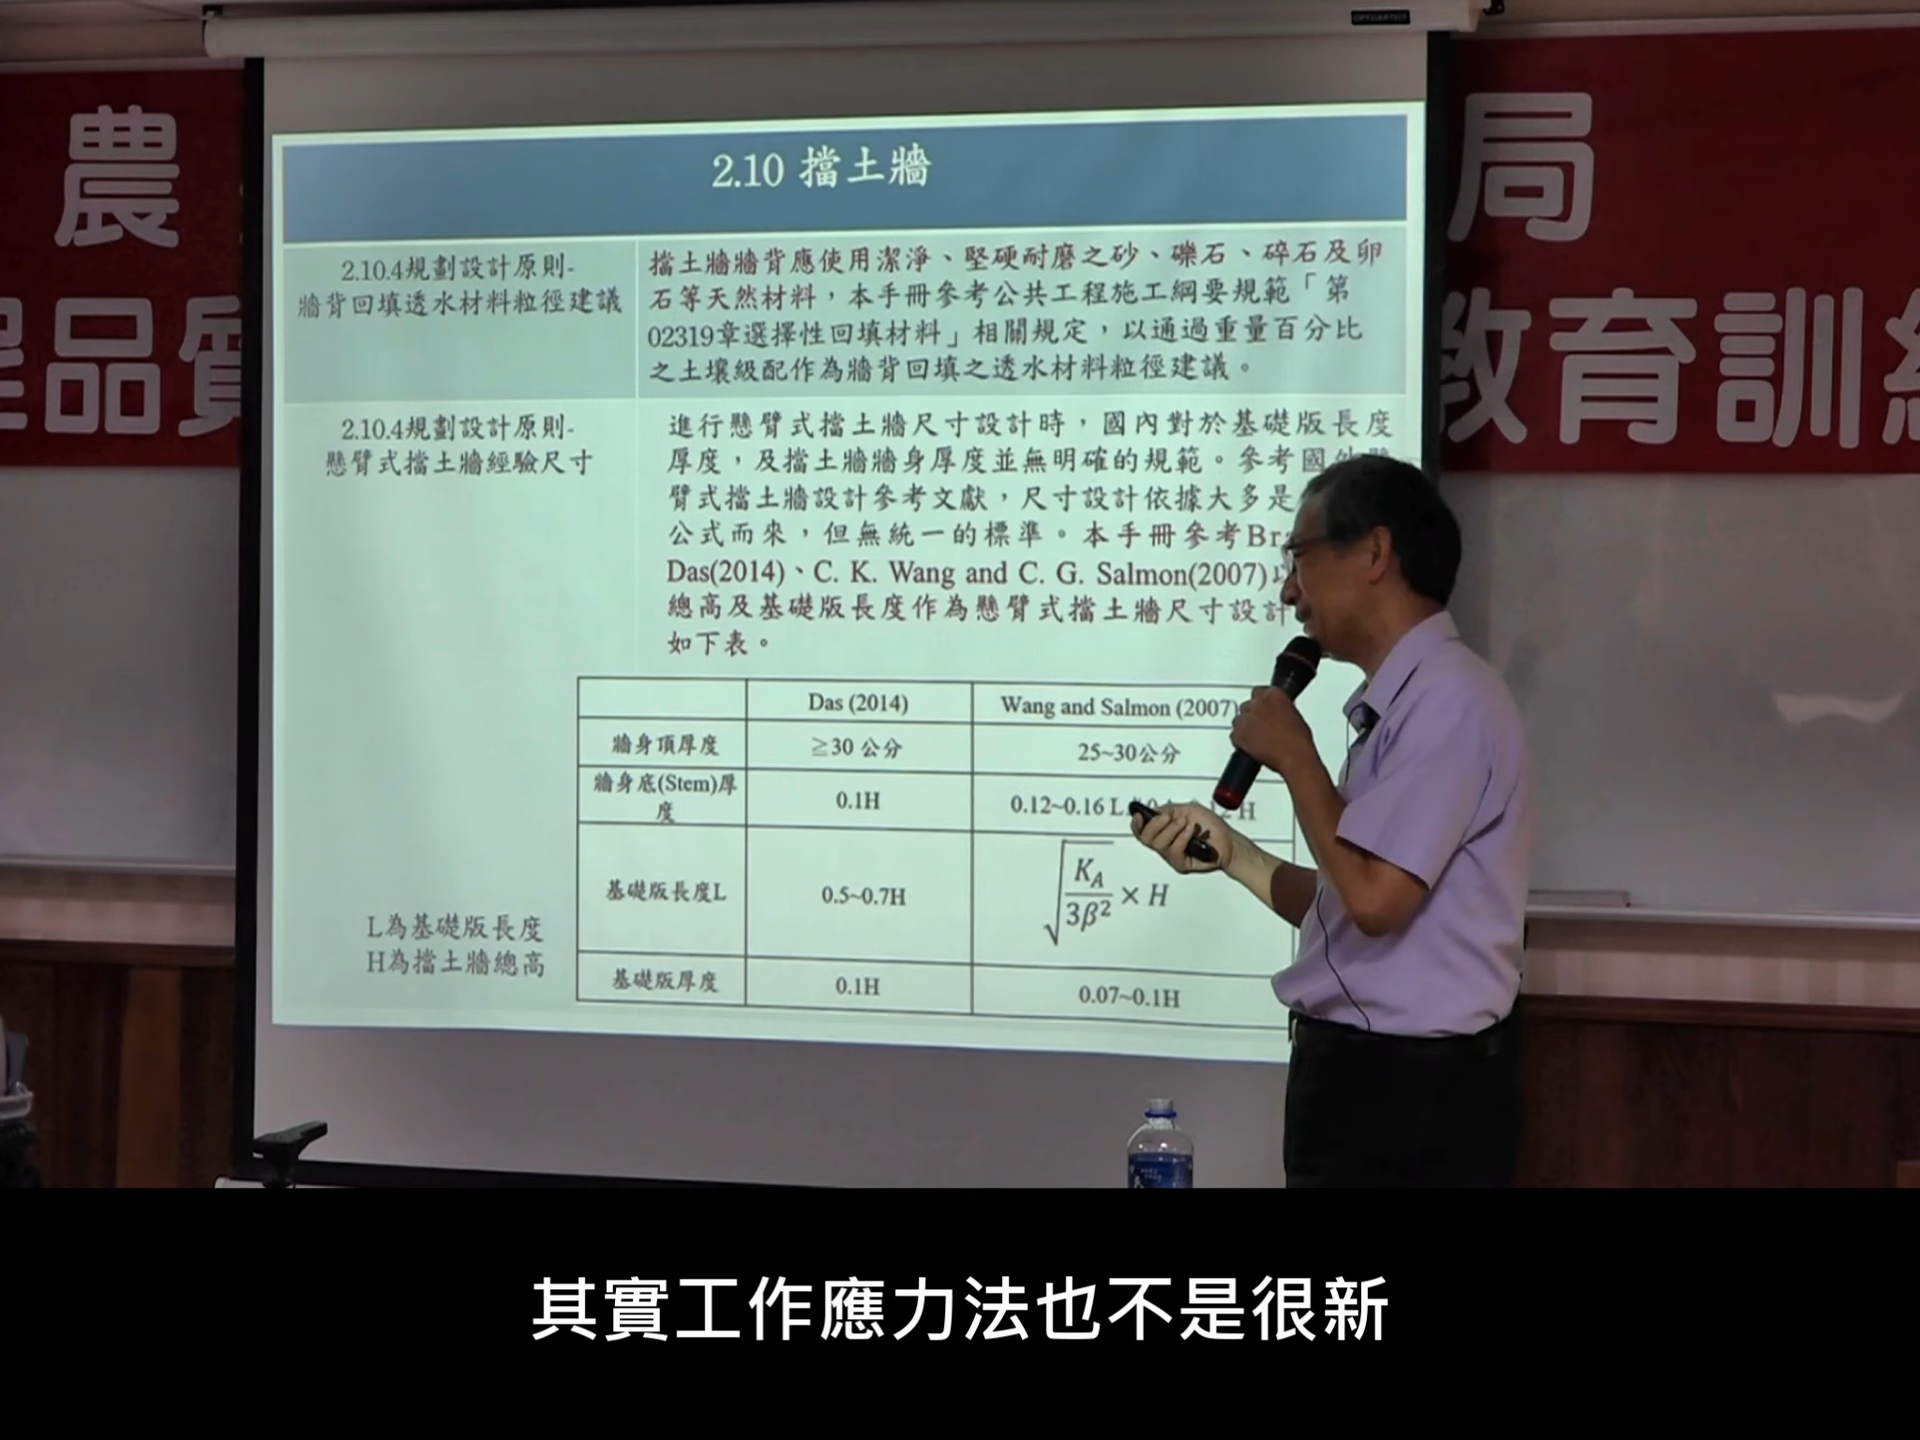 OPTOARTISTI
農
局
程品質
教育訓練
2.10 擋土牆
2.10.4規劃設計原則-
牆背回填透水材料粒徑建議
擋土牆牆背應使用潔淨、堅硬耐磨之砂、礫石、碎石及卵
石等天然材料，本手冊參考公共工程施工綱要規範「第
02319章選擇性回填材料」相關規定，以通過重量百分比
之土壤級配作為牆背回填之透水材料粒徑建議。
2.10.4規劃設計原則-
懸臂式擋土牆經驗尺寸
進行懸臂式擋土牆尺寸設計時，國內對於基礎版長度
厚度，及擋土牆牆身厚度並無明確的規範。參考國外
臂式擋土牆設計參考文獻，尺寸設計依據大多是
公式而來，但無統一的標準。本手冊參考Bra
Das(2014)、C. K. Wang and C. G. Salmon(2007)以
總高及基礎版長度作為懸臂式擋土牆尺寸設計
如下表。
Das (2014)
Wang and Salmon (2007)
牆身頂厚度
≧30 公分
25~30公分
牆身底(Stem)厚
度
0.1H
0.12~0.16 L
H
基礎版長度L
0.5~0.7H
√(K_A/3β²) × H
基礎版厚度
0.1H
0.07~0.1H
L為基礎版長度
H為擋土牆總高
其實工作應力法也不是很新